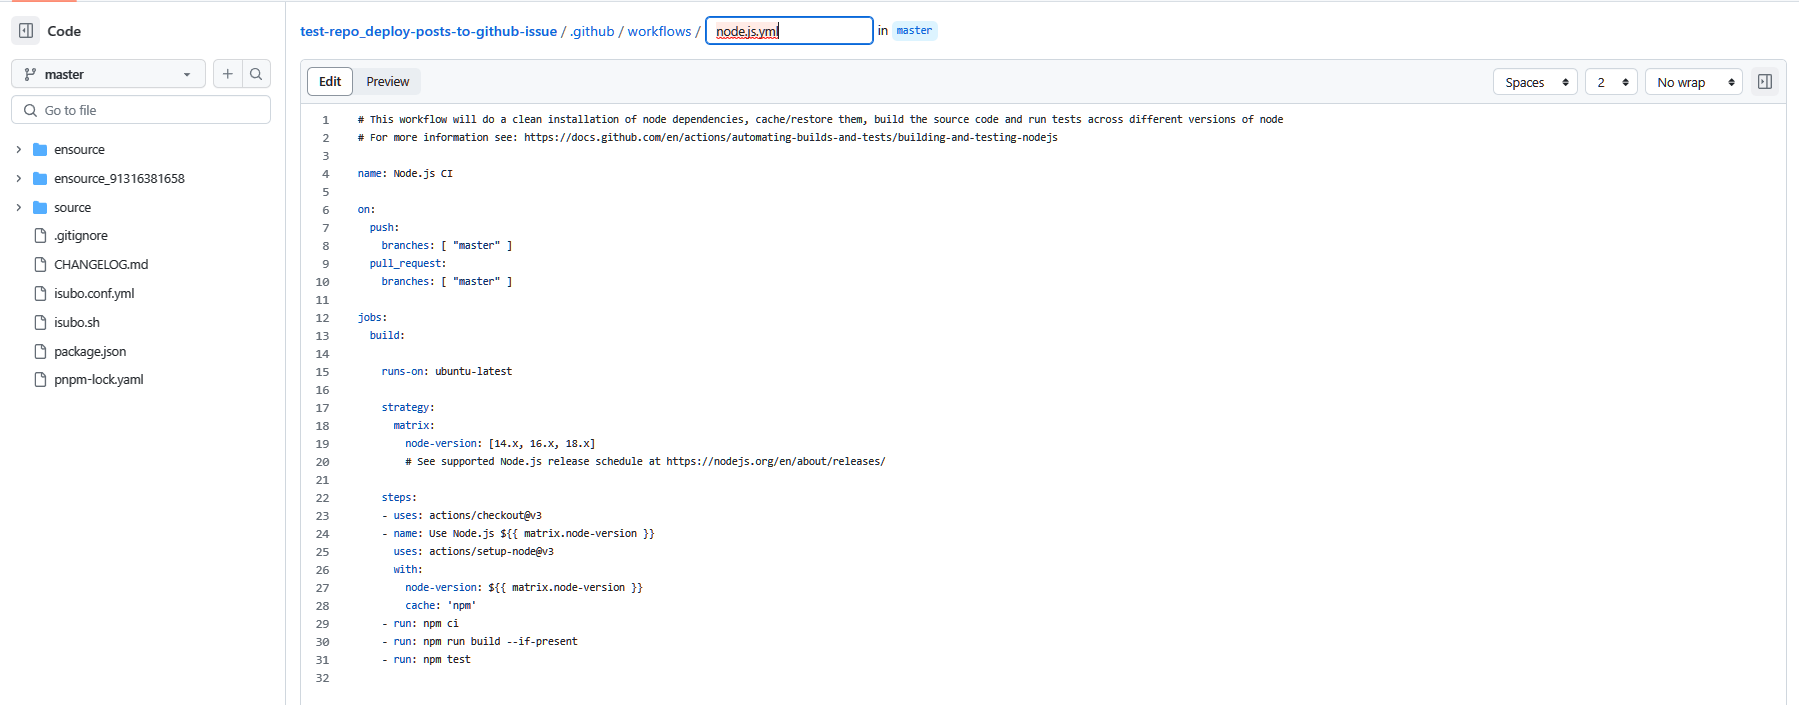 Code
test-repo_deploy-posts-to-github-issue / .github / workflows / node.js.yml in master
master
Go to file
ensource
ensource_91316381658
source
.gitignore
CHANGELOG.md
isubo.conf.yml
isubo.sh
package.json
pnpm-lock.yaml
Edit Preview Spaces 2 No wrap
1 # This workflow will do a clean installation of node dependencies, cache/restore them, build the source code and run tests across different versions of node
2 # For more information see: https://docs.github.com/en/actions/automating-builds-and-tests/building-and-testing-nodejs
3
4 name: Node.js CI
5
6 on:
7 push:
8 branches: [ "master" ]
9 pull_request:
10 branches: [ "master" ]
11
12 jobs:
13 build:
14
15 runs-on: ubuntu-latest
16
17 strategy:
18 matrix:
19 node-version: [14.x, 16.x, 18.x]
20 # See supported Node.js release schedule at https://nodejs.org/en/about/releases/
21
22 steps:
23 - uses: actions/checkout@v3
24 - name: Use Node.js ${{ matrix.node-version }}
25 uses: actions/setup-node@v3
26 with:
27 node-version: ${{ matrix.node-version }}
28 cache: 'npm'
29 - run: npm ci
30 - run: npm run build --if-present
31 - run: npm test
32